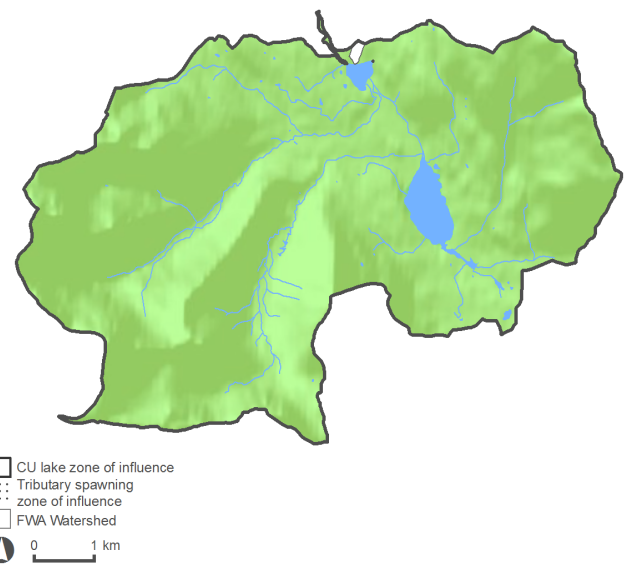 CU lake zone of influence
Tributary spawning
zone of influence
FWA Watershed
0 1 km